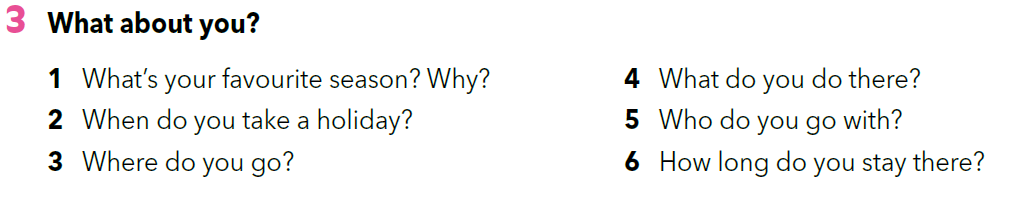 3 What about you?
1 What's your favourite season? Why?
2 When do you take a holiday?
3 Where do you go?
4 What do you do there?
5 Who do you go with?
6 How long do you stay there?